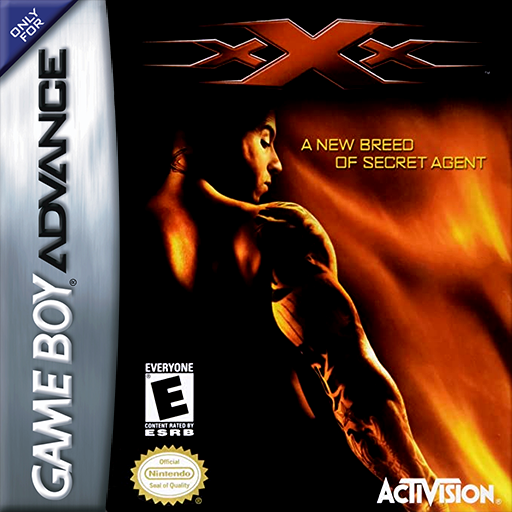 ONLY
FOR
GAME BOY ADVANCE
xXx
™
A NEW BREED
OF SECRET AGENT
EVERYONE
E
®
CONTENT RATED BY
ESRB
Official
Nintendo
Seal of Quality
ACTIVISION®